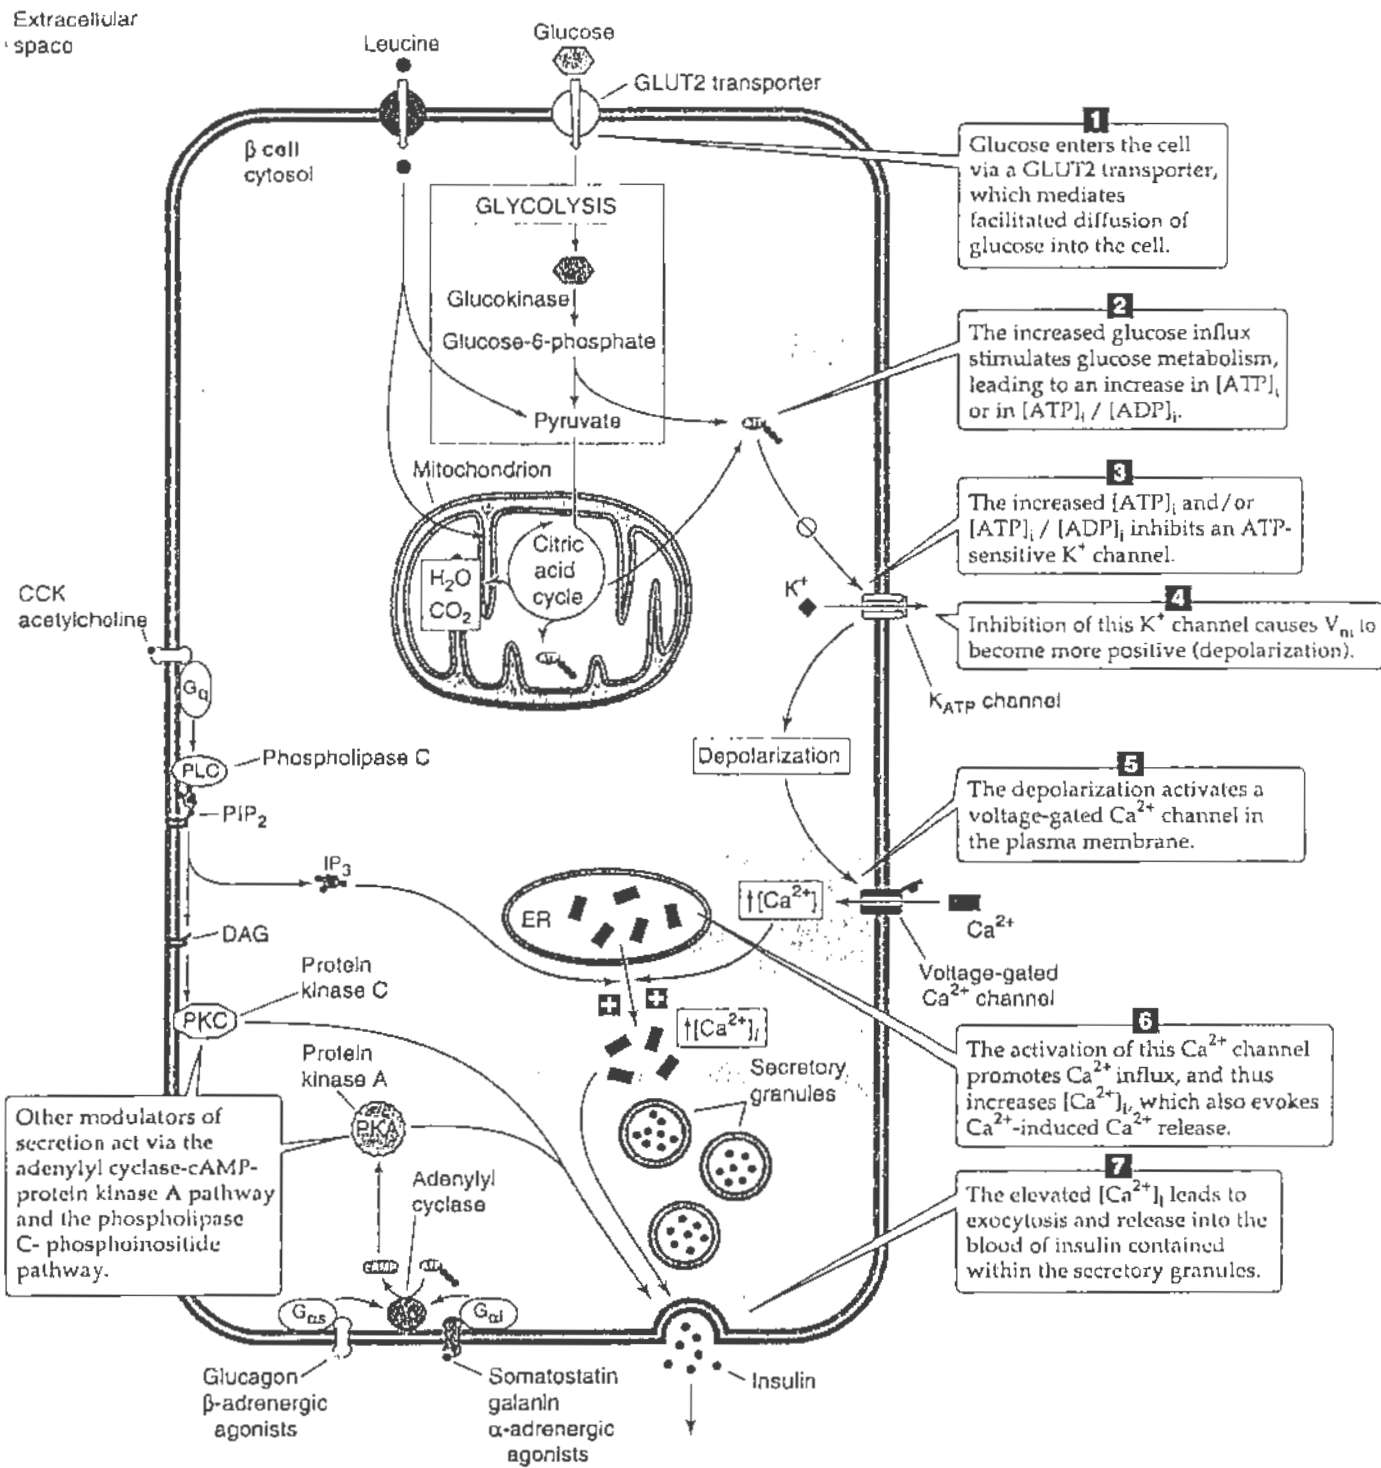 Extracellular
spaco
Leucine
Glucose
GLUT2 transporter
β cell
cytosol
1
Glucose enters the cell
via a GLUT2 transporter,
which mediates
facilitated diffusion of
glucose into the cell.
GLYCOLYSIS
Glucokinase
Glucose-6-phosphate
Pyruvate
2
The increased glucose influx
stimulates glucose metabolism,
leading to an increase in [ATP]i
or in [ATP]i / [ADP]i.
Mitochondrion
Citric
acid
cycle
H2O
CO2
3
The increased [ATP]i and/or
[ATP]i / [ADP]i inhibits an ATP-
sensitive K+ channel.
K+
4
Inhibition of this K+ channel causes Vm to
become more positive (depolarization).
KATP channel
CCK
acetylcholine
Gq
PLC
Phospholipase C
PIP2
IP3
DAG
Protein
kinase C
PKC
Depolarization
5
The depolarization activates a
voltage-gated Ca2+ channel in
the plasma membrane.
ER
↑[Ca2+]i
Ca2+
Voltage-gated
Ca2+ channel
+ +
↑[Ca2+]i
6
The activation of this Ca2+ channel
promotes Ca2+ influx, and thus
increases [Ca2+]i, which also evokes
Ca2+-induced Ca2+ release.
Secretory
granules
Protein
kinase A
PKA
Other modulators of
secretion act via the
adenylyl cyclase-cAMP-
protein kinase A pathway
and the phospholipase
C- phosphoinositide
pathway.
Adenylyl
cyclase
cAMP
7
The elevated [Ca2+]i leads to
exocytosis and release into the
blood of insulin contained
within the secretory granules.
Gαs
AC
Gαi
Glucagon
β-adrenergic
agonists
Somatostatin
galanin
α-adrenergic
agonists
Insulin